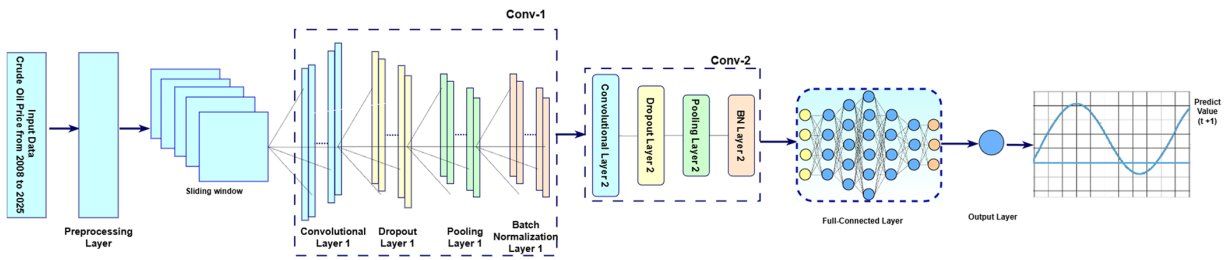 Conv-1
Input Data
Crude Oil Price from 2008 to 2025
Preprocessing
Layer
Sliding window
Convolutional
Layer 1
Dropout
Layer 1
Pooling
Layer 1
Batch
Normalization
Layer 1
Conv-2
Convolutional Layer 2
Dropout Layer 2
Pooling Layer 2
BN Layer 2
Full-Connected Layer
Output Layer
Predict
Value
(t +1)